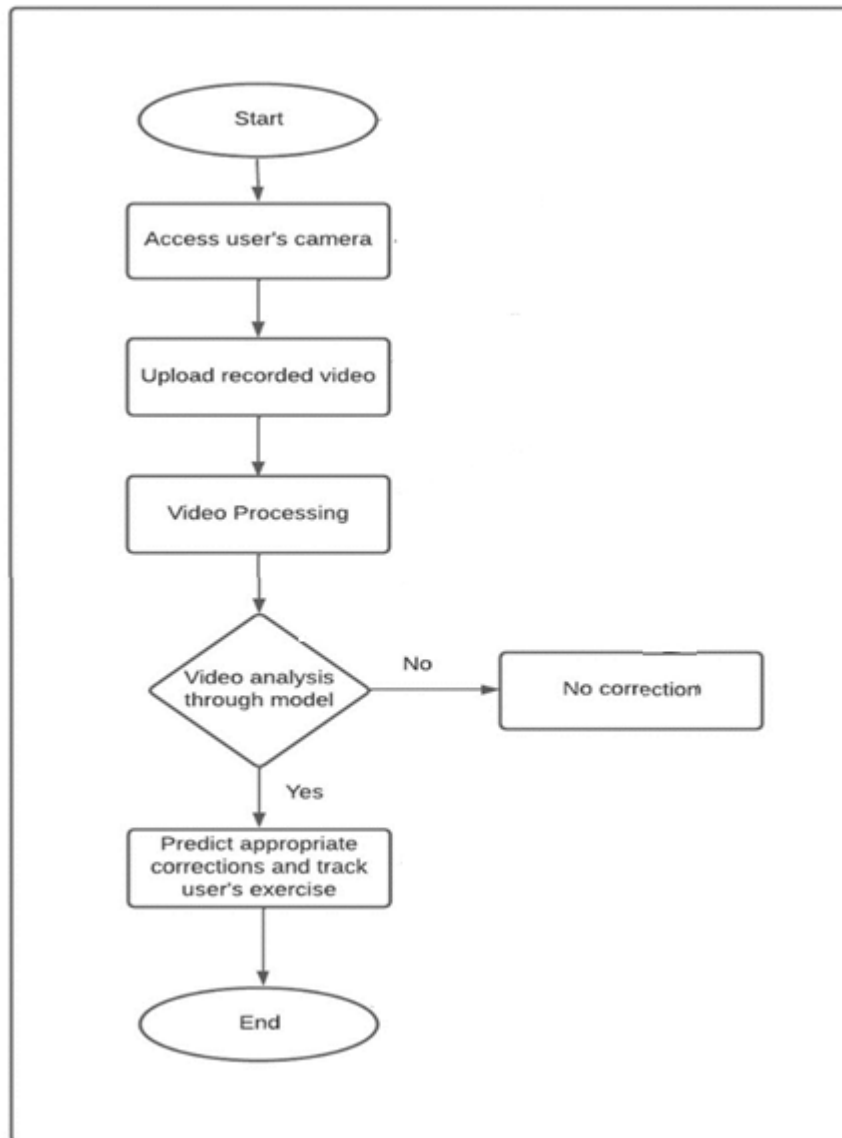 Start
Access user's camera
Upload recorded video
Video Processing
Video analysis
through model
No
No correction
Yes
Predict appropriate
corrections and track
user's exercise
End